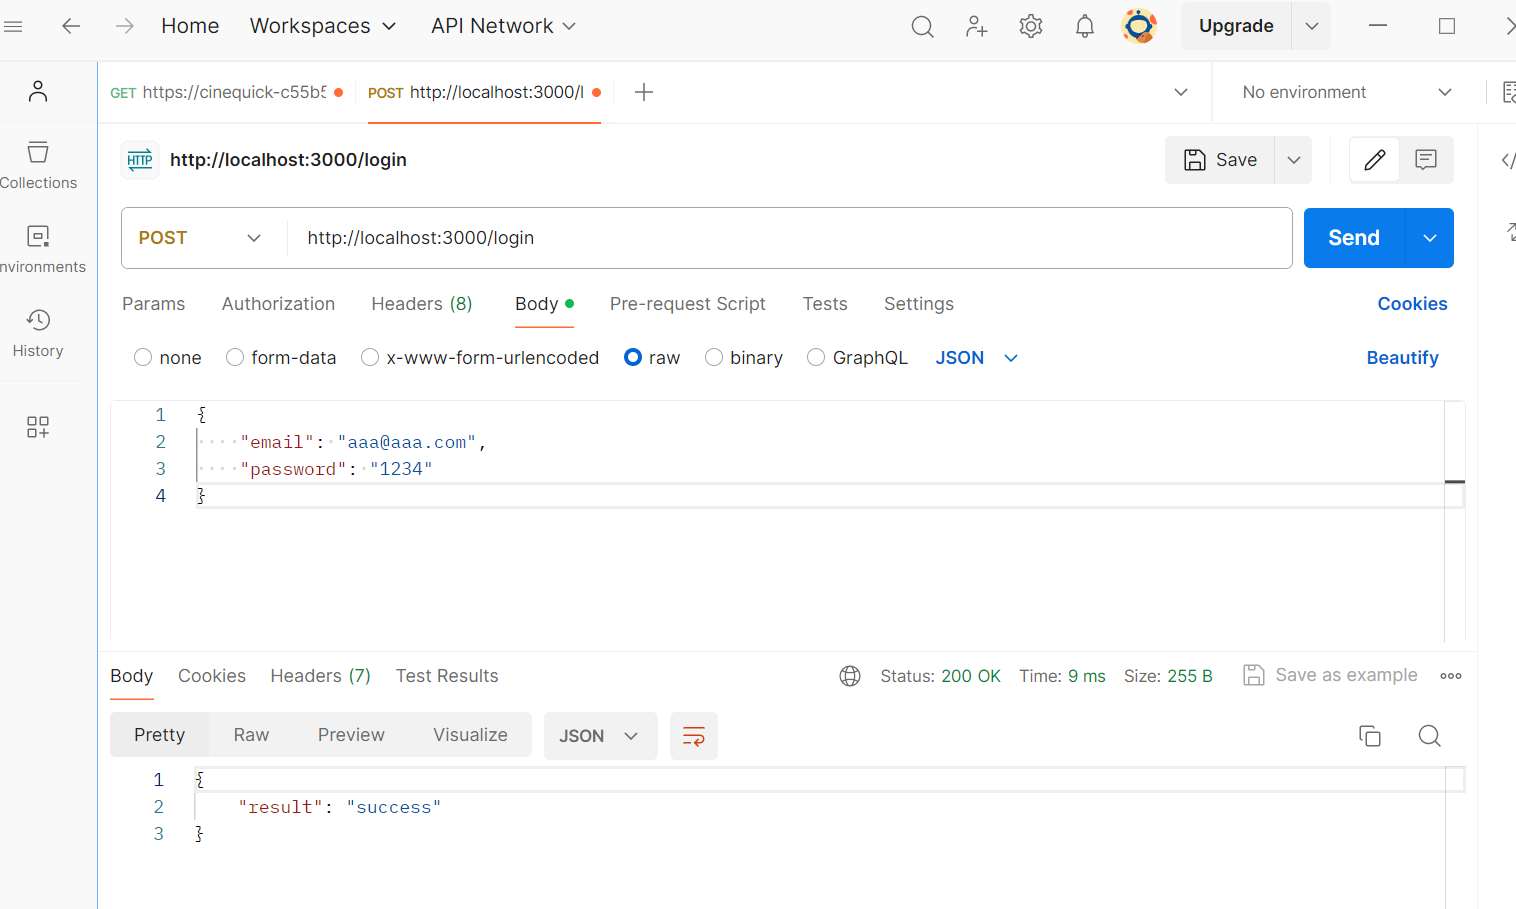 Home Workspaces API Network Upgrade
GET https://cinequick-c55b5 POST http://localhost:3000/l No environment
HTTP http://localhost:3000/login Save
Collections
POST http://localhost:3000/login Send
nvironments
Params Authorization Headers (8) Body Pre-request Script Tests Settings Cookies
History
none form-data x-www-form-urlencoded raw binary GraphQL JSON Beautify
1 {
2 "email": "aaa@aaa.com",
3 "password": "1234"
4 }
Body Cookies Headers (7) Test Results Status: 200 OK Time: 9 ms Size: 255 B Save as example
Pretty Raw Preview Visualize JSON
1 {
2 "result": "success"
3 }